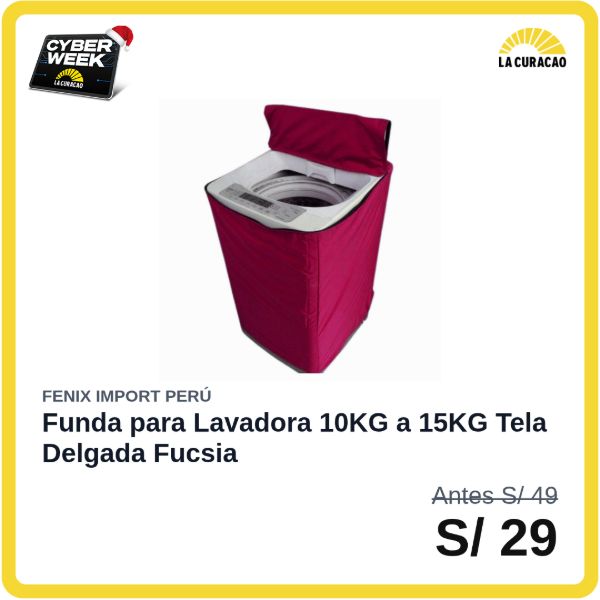 CYBER
WEEK
LA CURACAO
LA CURACAO
FENIX IMPORT PERÚ
Funda para Lavadora 10KG a 15KG Tela
Delgada Fucsia
Antes S/ 49
S/ 29